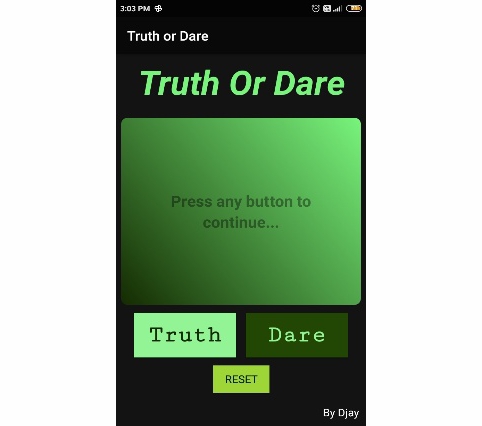 3:03 PM
Truth or Dare
Truth Or Dare
Press any button to
continue...
Truth Dare
RESET
By Djay